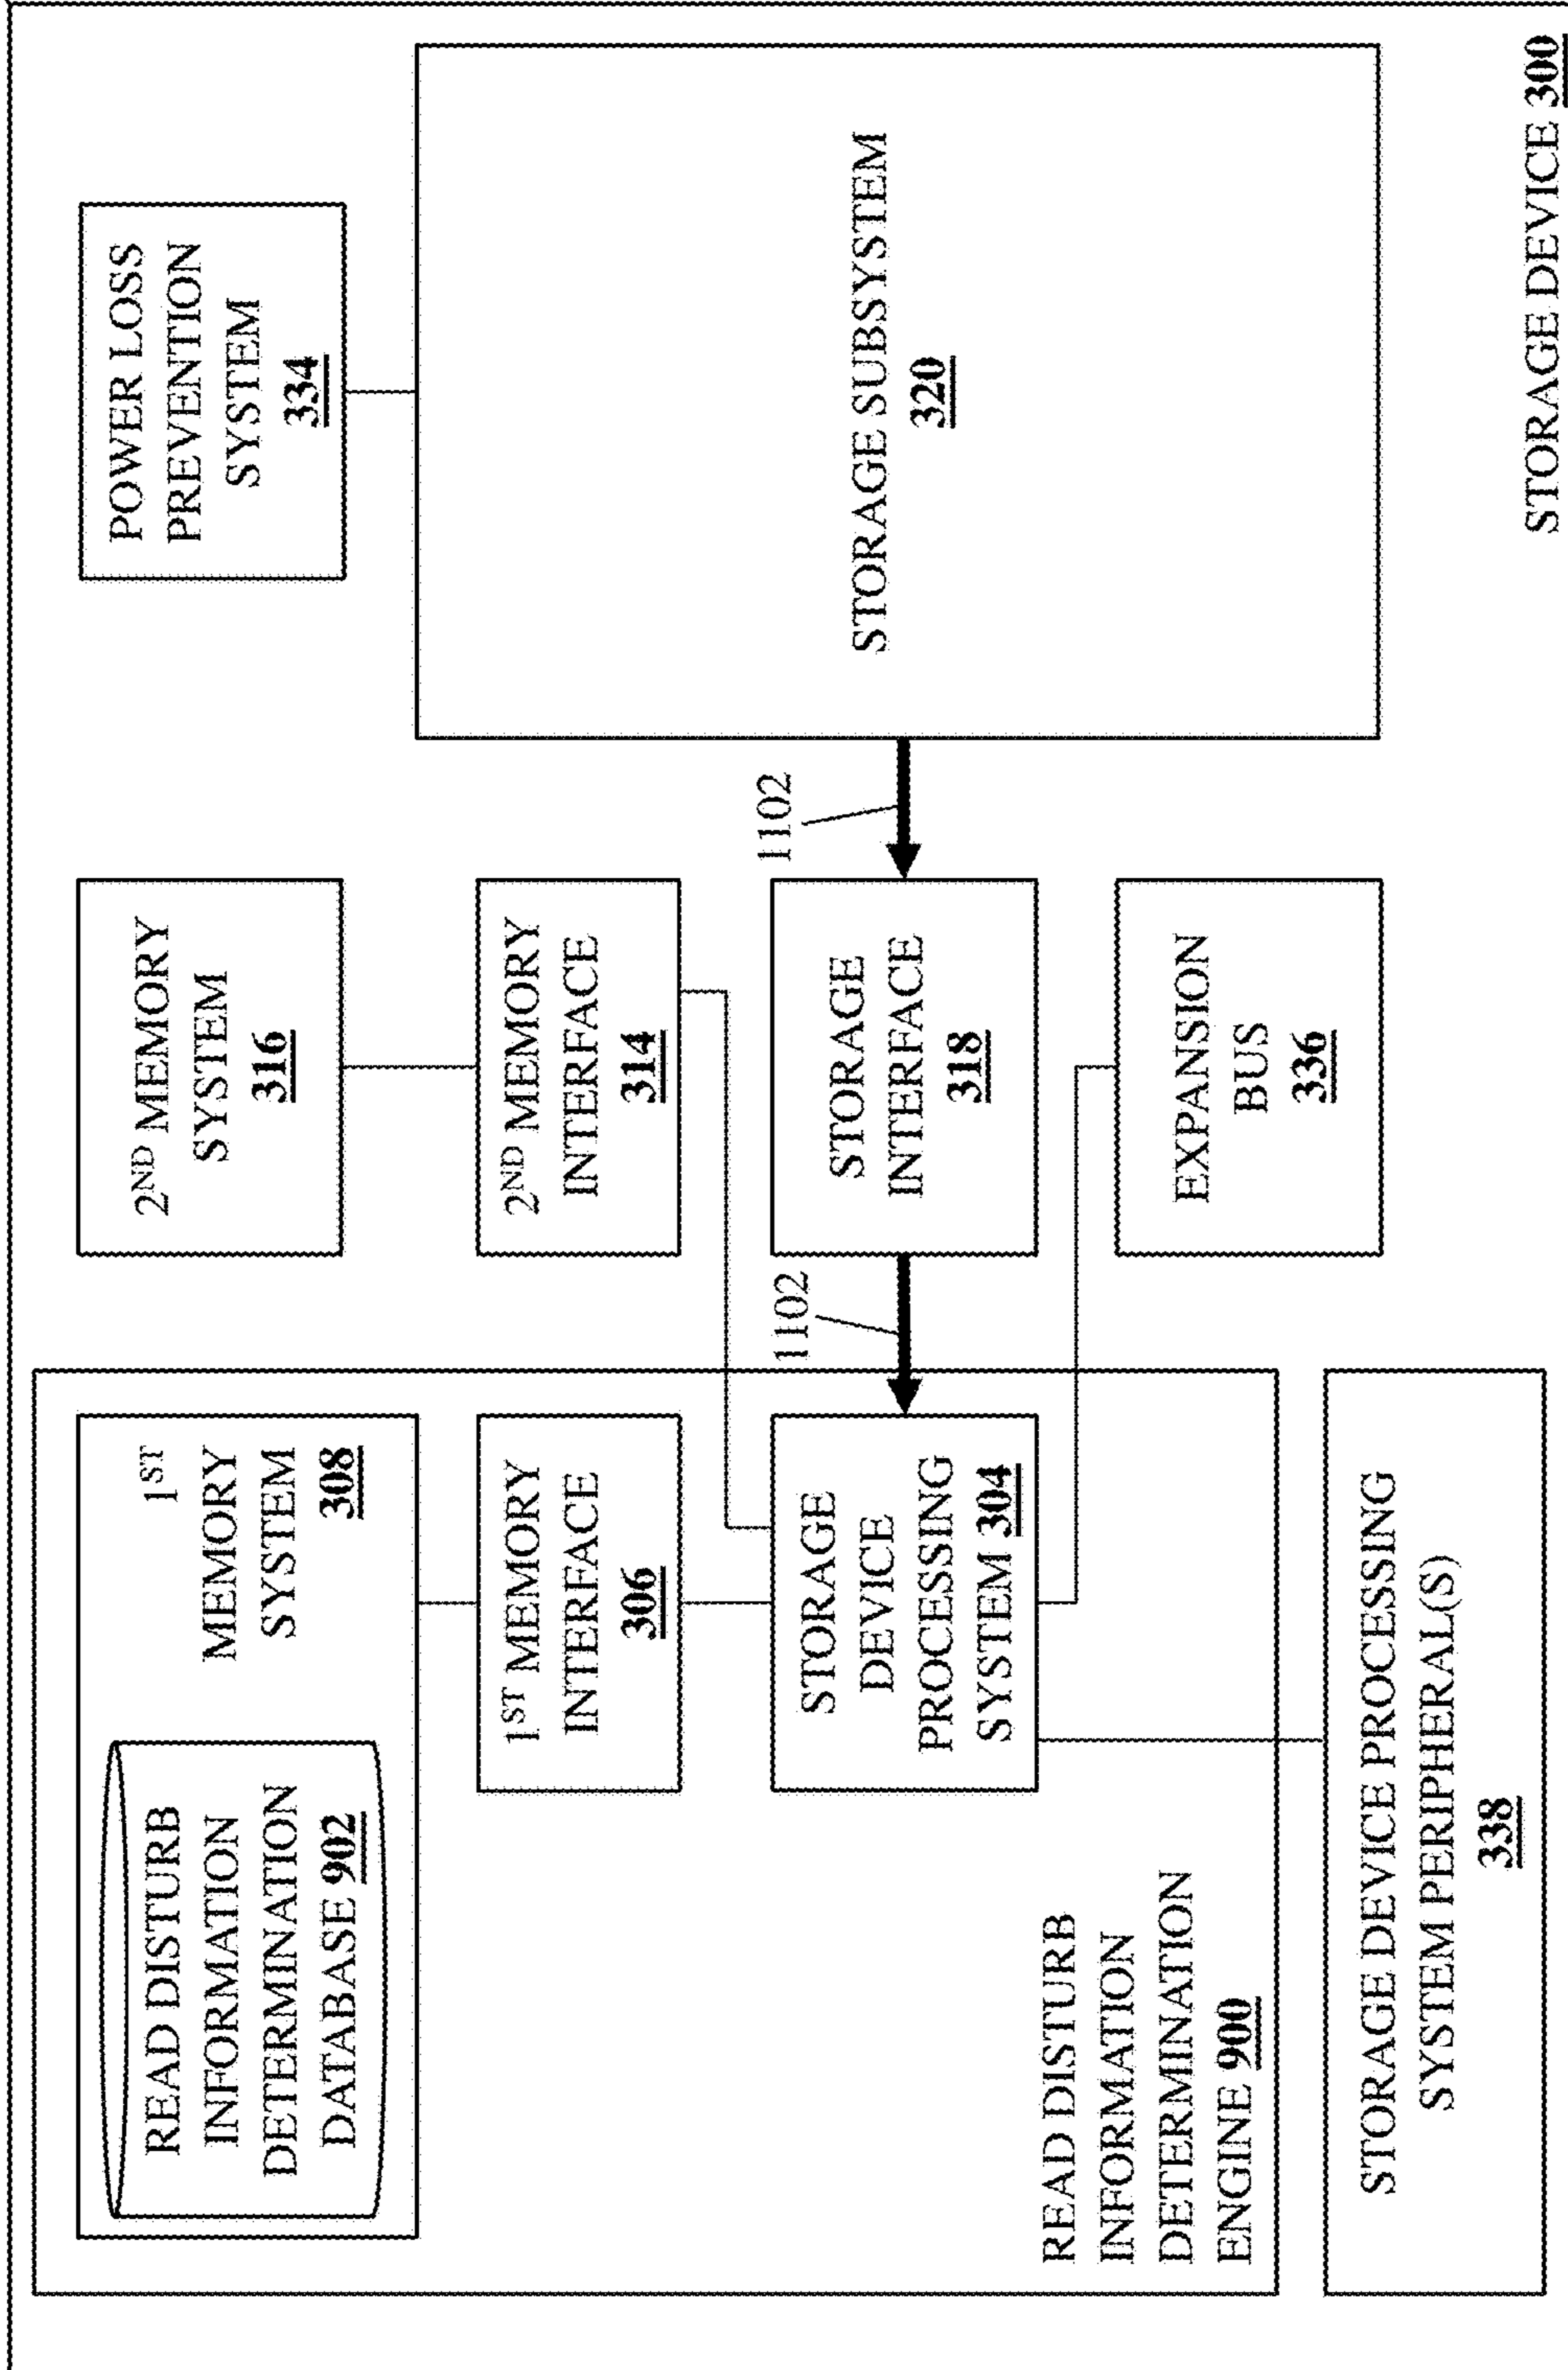 READ DISTURB
INFORMATION
DETERMINATION
DATABASE 902
1ST
MEMORY
SYSTEM
308
2ND MEMORY
SYSTEM
316
POWER LOSS
PREVENTION
SYSTEM
334
1ST MEMORY
INTERFACE
306
2ND MEMORY
INTERFACE
314
STORAGE
DEVICE
PROCESSING
SYSTEM 304
1102
STORAGE
INTERFACE
318
1102
STORAGE SUBSYSTEM
320
READ DISTURB
INFORMATION
DETERMINATION
ENGINE 900
EXPANSION
BUS
336
STORAGE DEVICE PROCESSING
SYSTEM PERIPHERAL(S)
338
STORAGE DEVICE 300